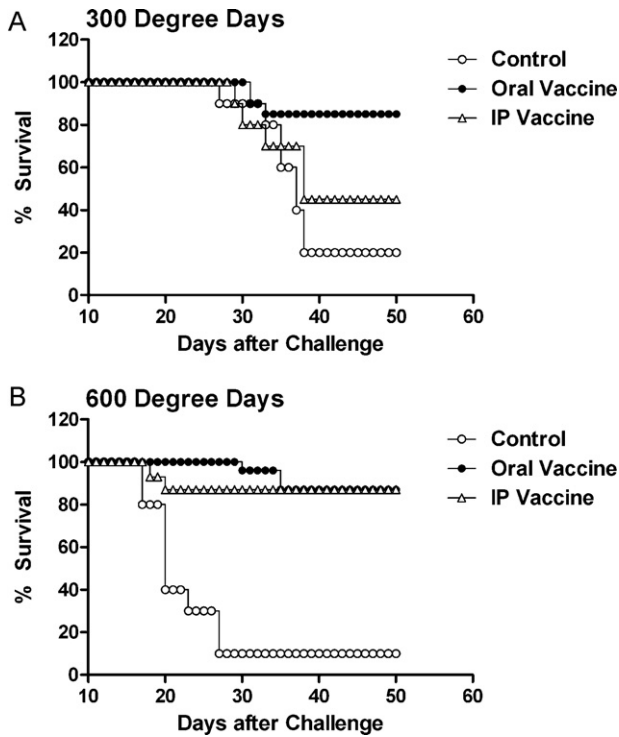 A
300 Degree Days
120
100
80
60
40
20
0
% Survival
10 20 30 40 50 60
Days after Challenge
Control
Oral Vaccine
IP Vaccine
B
600 Degree Days
120
100
80
60
40
20
0
% Survival
10 20 30 40 50 60
Days after Challenge
Control
Oral Vaccine
IP Vaccine